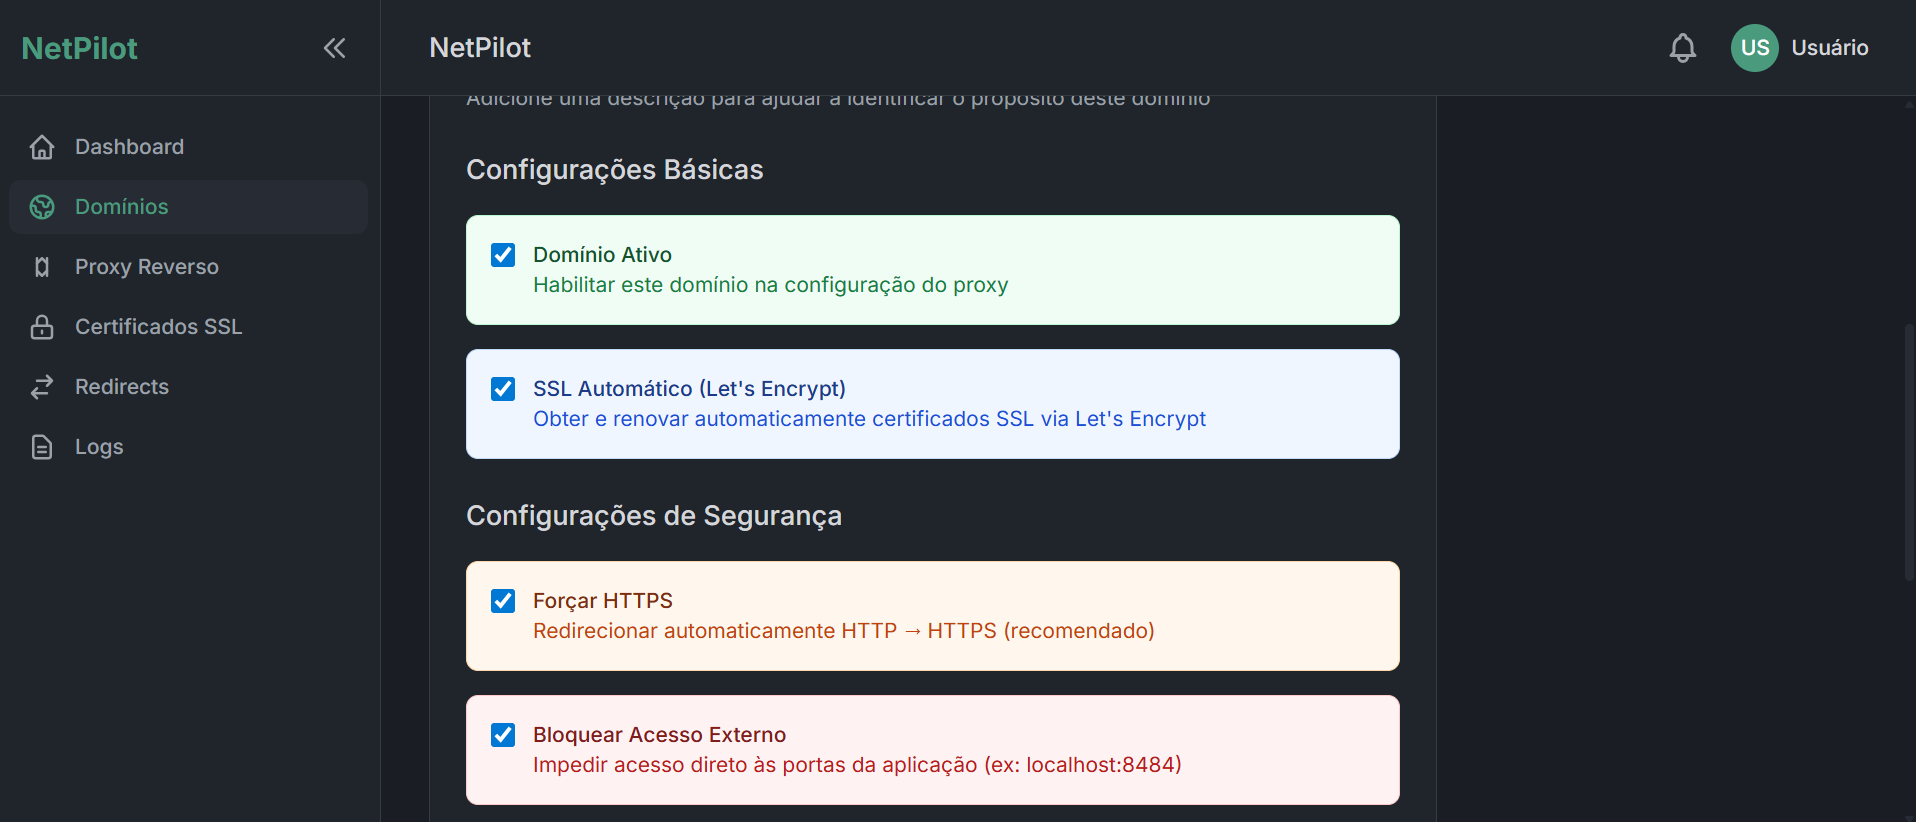 NetPilot
NetPilot
US Usuário
Dashboard
Domínios
Proxy Reverso
Certificados SSL
Redirects
Logs
Adicione uma descrição para ajudar a identificar o propósito deste domínio
Configurações Básicas
Domínio Ativo
Habilitar este domínio na configuração do proxy
SSL Automático (Let's Encrypt)
Obter e renovar automaticamente certificados SSL via Let's Encrypt
Configurações de Segurança
Forçar HTTPS
Redirecionar automaticamente HTTP → HTTPS (recomendado)
Bloquear Acesso Externo
Impedir acesso direto às portas da aplicação (ex: localhost:8484)